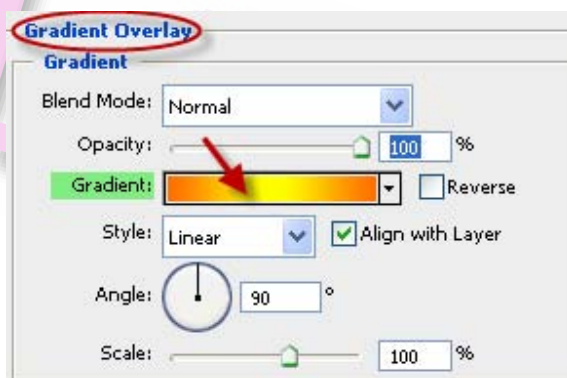 Gradient Overlay
Gradient
Blend Mode: Normal
Opacity: 100 %
Gradient: Reverse
Style: Linear Align with Layer
Angle: 90 °
Scale: 100 %